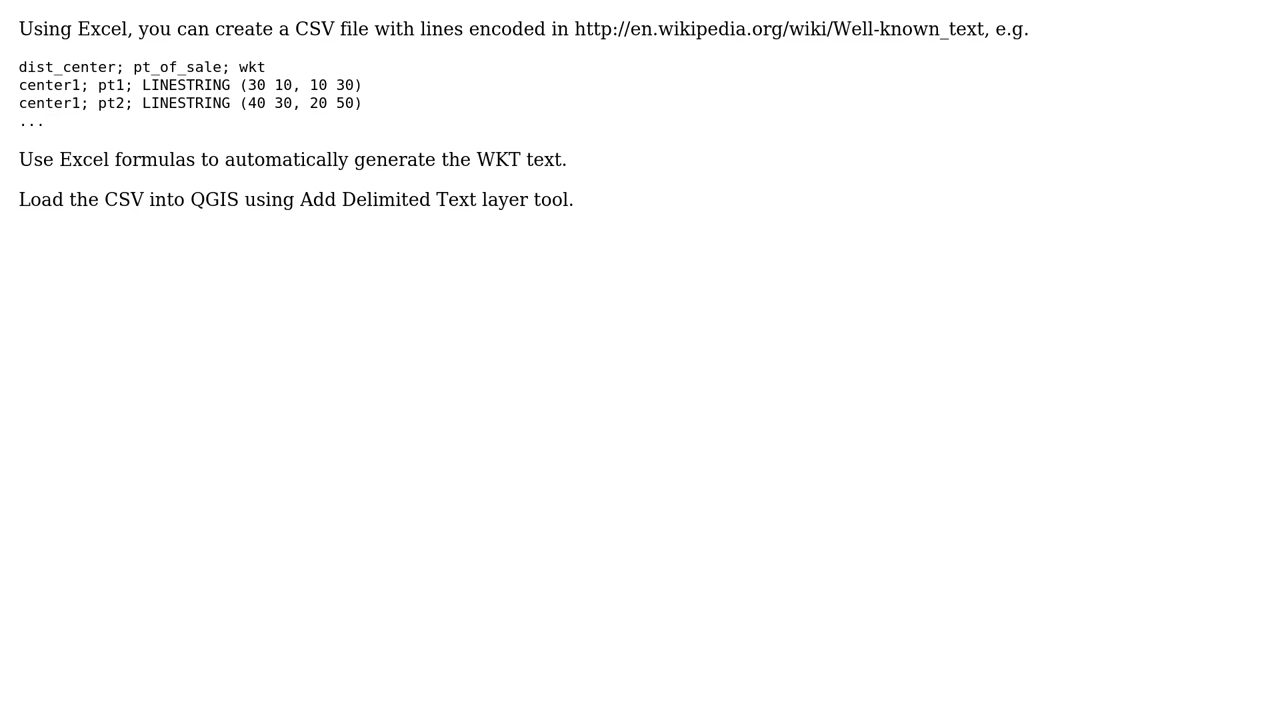 Using Excel, you can create a CSV file with lines encoded in http://en.wikipedia.org/wiki/Well-known_text, e.g.
dist_center; pt_of_sale; wkt
center1; pt1; LINESTRING (30 10, 10 30)
center1; pt2; LINESTRING (40 30, 20 50)
...
Use Excel formulas to automatically generate the WKT text.
Load the CSV into QGIS using Add Delimited Text layer tool.